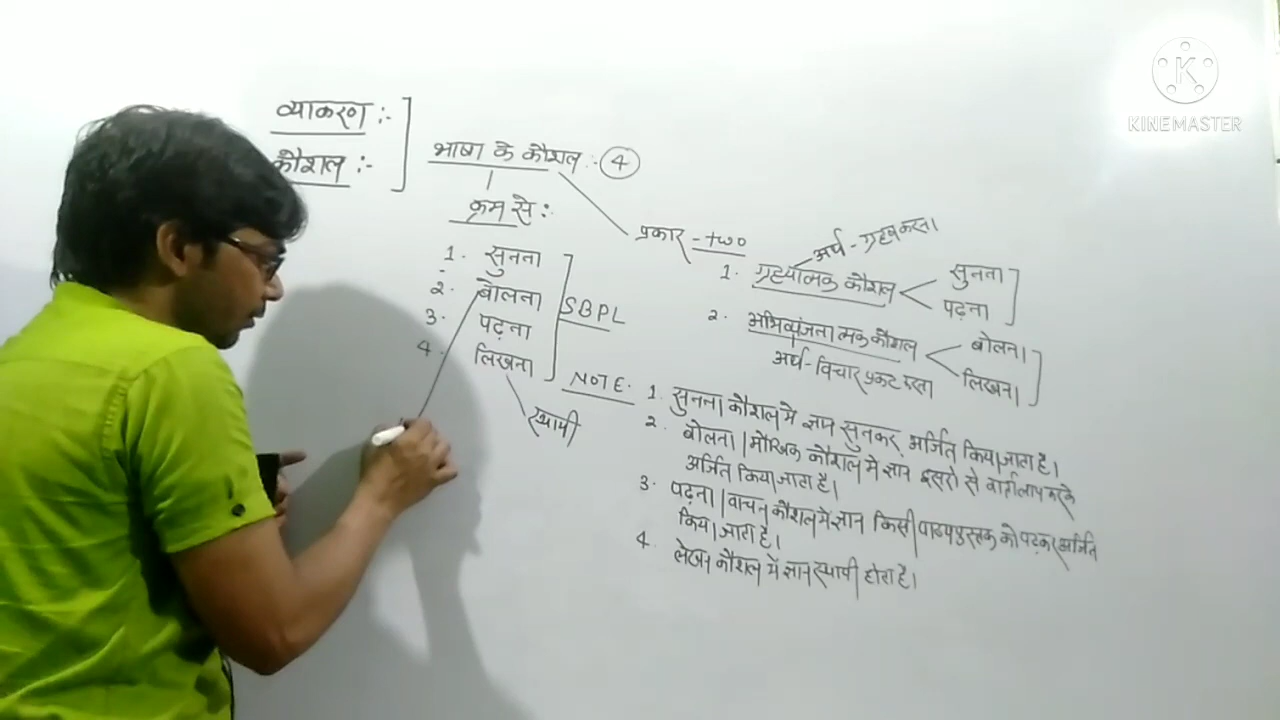 व्याकरण :-
कौशल :-
भाषा के कौशल :- 4
क्रम से :-
1. सुनना
2. बोलना
3. पढ़ना
4. लिखना
SBPL
स्थायी
प्रकार - two
1. ग्रहयात्मक कौशल
अर्थ - ग्रहण करना
सुनना
पढ़ना
2. अभिव्यंजनात्मक कौशल
अर्थ - विचार प्रकट करना
बोलना
लिखना
NOTE.
1. सुनना कौशल मे ज्ञान सुनकर अर्जित किया जाता है।
2. बोलना/मौखिक कौशल मे ज्ञान दूसरो से वार्तालाप करके
अर्जित किया जाता है।
3. पढ़ना/वाचन कौशल मे ज्ञान किसी पाठ्यपुस्तक को पढ़कर अर्जित
किया जाता है।
4. लेखन कौशल में ज्ञान स्थायी होता है।
KINEMASTER